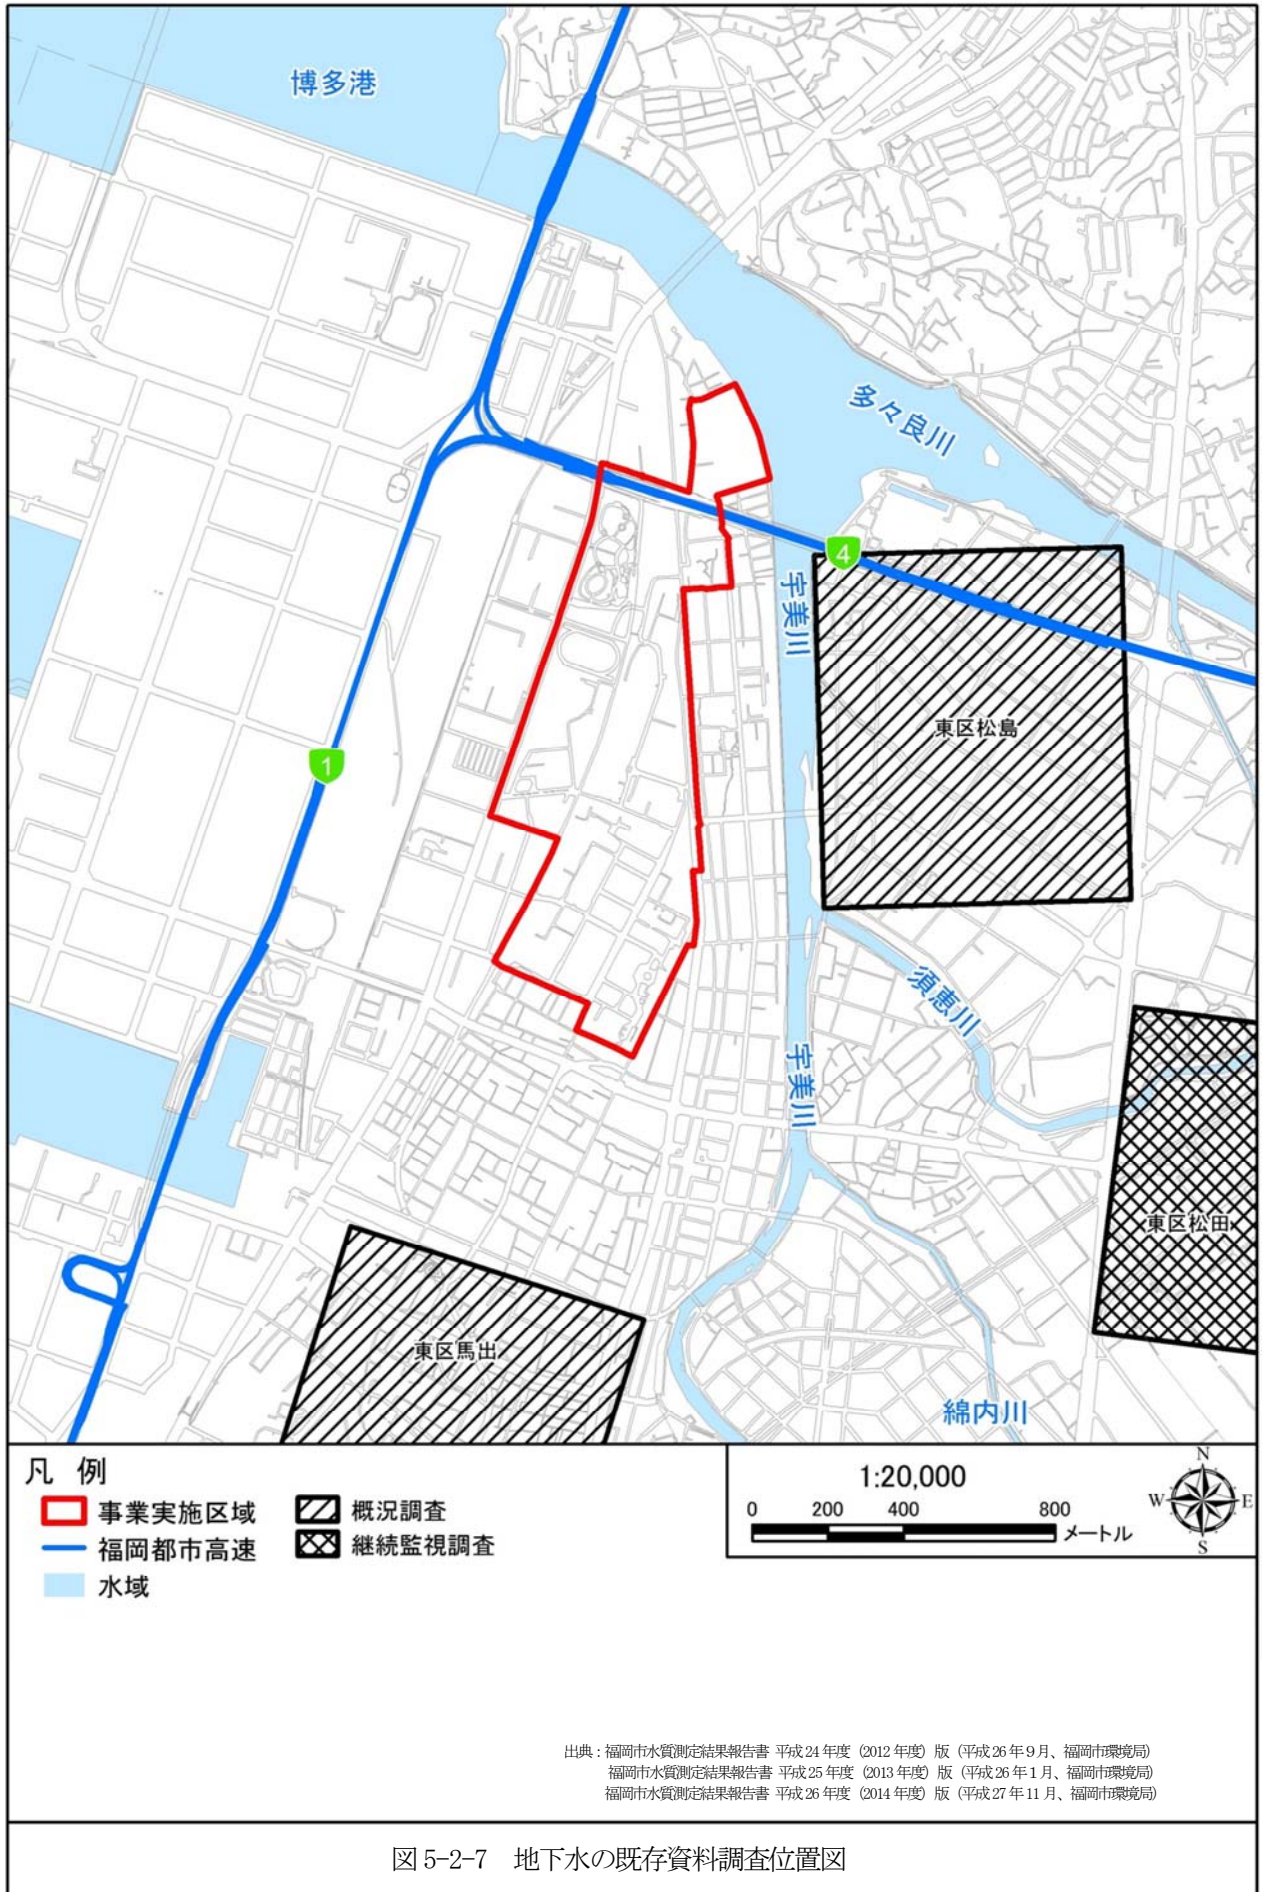 博多港
多々良川
4
宇美川
東区松島
1
須恵川
宇美川
東区松田
東区馬出
綿内川
凡 例
事業実施区域
福岡都市高速
水域
概況調査
継続監視調査
1:20,000
0 200 400 800
メートル
N
W E
S
出典：福岡市水質測定結果報告書 平成24年度（2012年度）版（平成26年9月、福岡市環境局）
福岡市水質測定結果報告書 平成25年度（2013年度）版（平成26年1月、福岡市環境局）
福岡市水質測定結果報告書 平成26年度（2014年度）版（平成27年11月、福岡市環境局）
図5-2-7 地下水の既存資料調査位置図